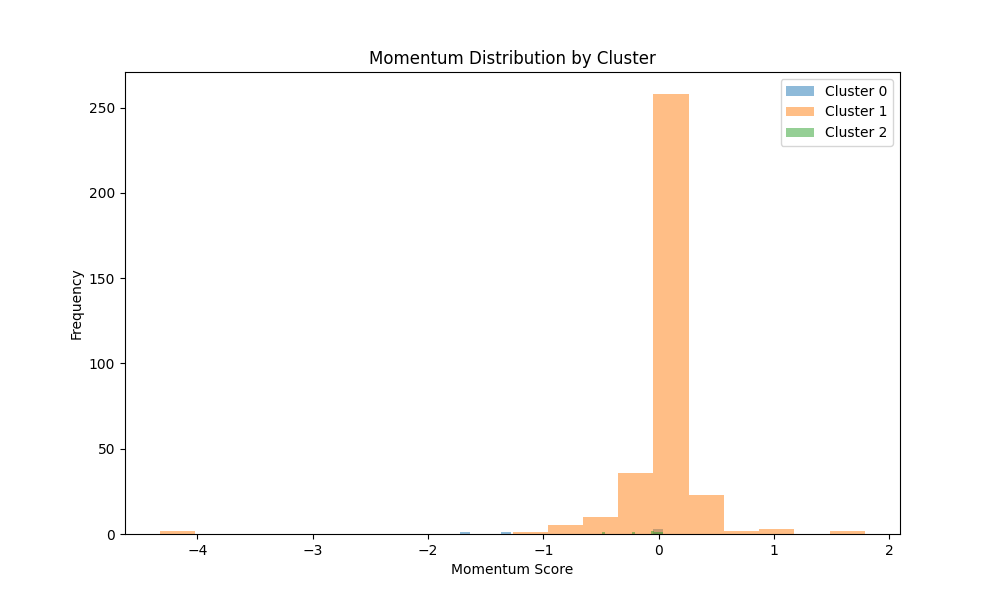 Momentum Distribution by Cluster
Cluster 0
Cluster 1
Cluster 2
Frequency
250
200
150
100
50
0
−4
−3
−2
−1
0
1
2
Momentum Score